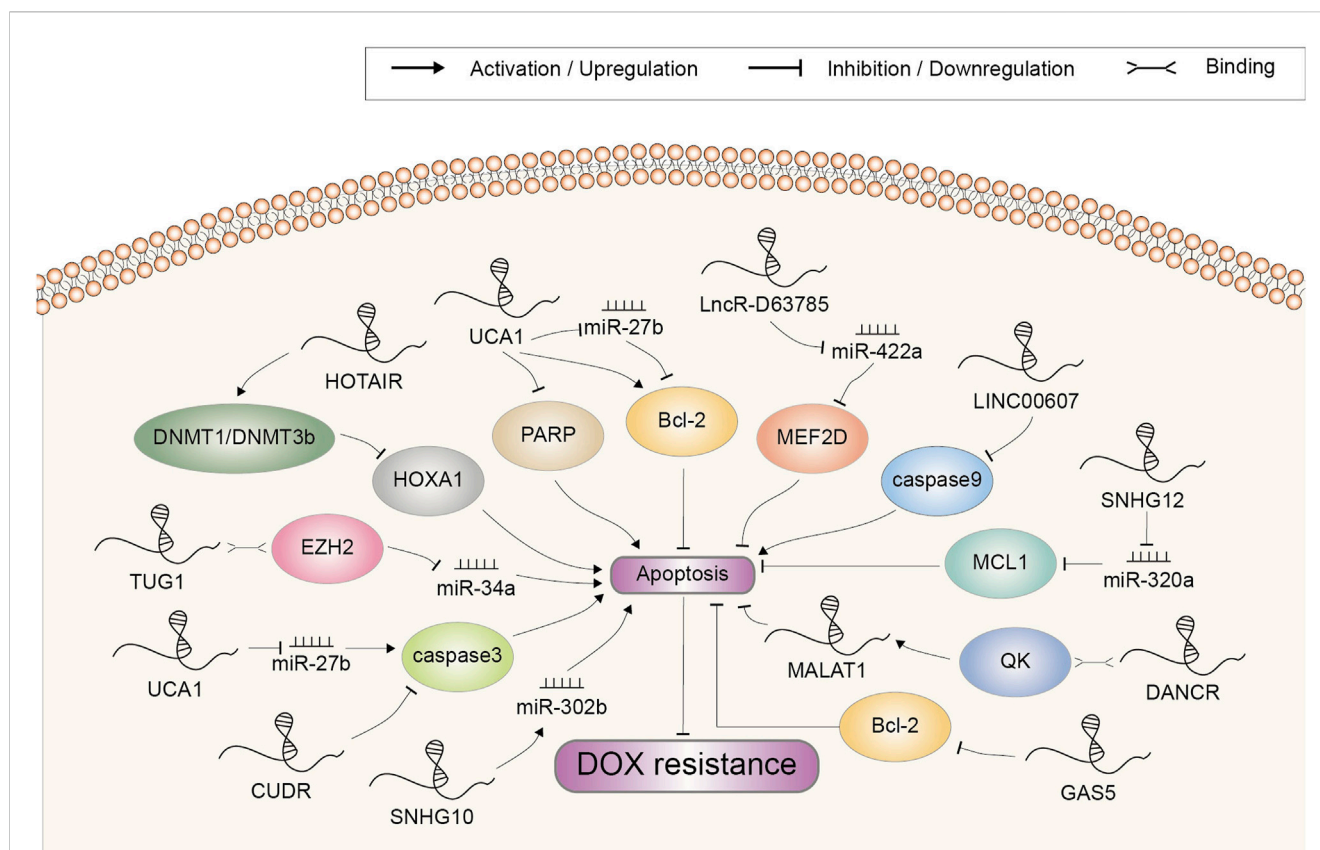 Activation / Upregulation
Inhibition / Downregulation
Binding
LncR-D63785
UCA1
miR-27b
miR-422a
HOTAIR
LINC00607
DNMT1/DNMT3b
PARP
Bcl-2
MEF2D
HOXA1
caspase9
SNHG12
TUG1
EZH2
miR-34a
Apoptosis
MCL1
miR-320a
UCA1
miR-27b
caspase3
miR-302b
MALAT1
QK
DANCR
CUDR
SNHG10
DOX resistance
Bcl-2
GAS5